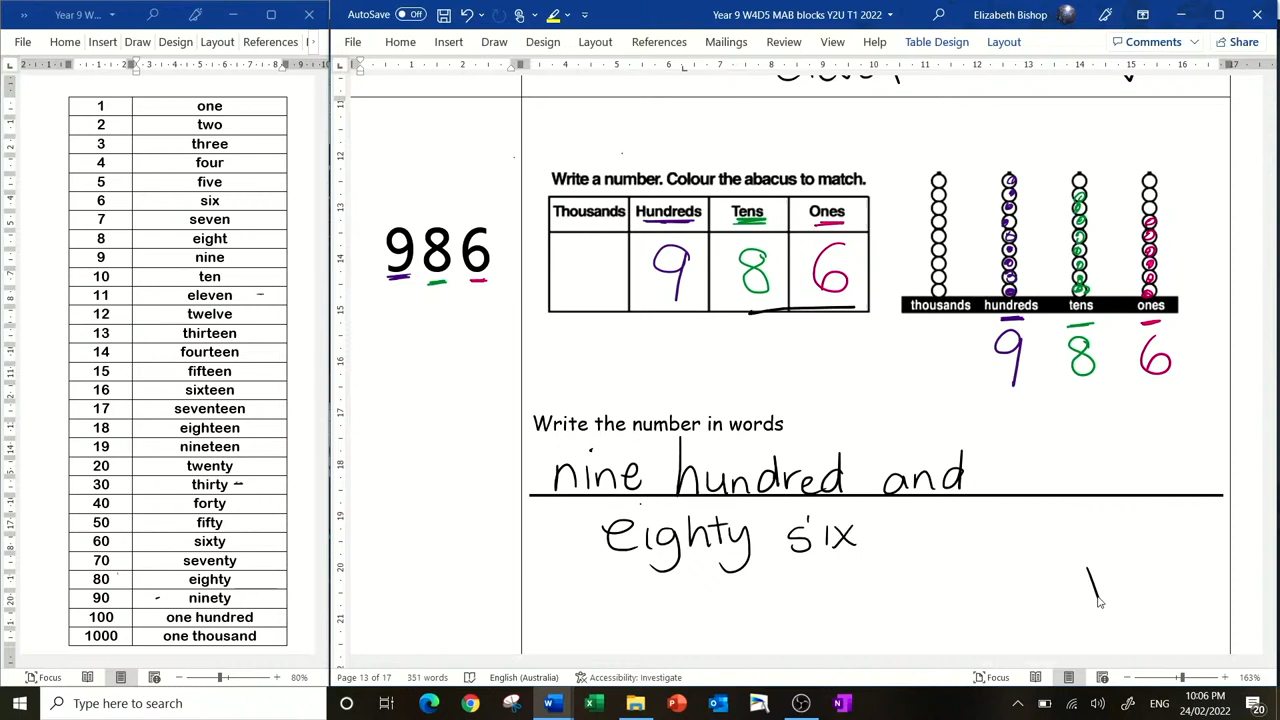 Year 9 W...
AutoSave Off
Year 9 W4D5 MAB blocks Y2U T1 2022
Elizabeth Bishop
File Home Insert Draw Design Layout References
File Home Insert Draw Design Layout References Mailings Review View Help Table Design Layout
Comments
Share
1 one
2 two
3 three
4 four
5 five
6 six
7 seven
8 eight
9 nine
10 ten
11 eleven
12 twelve
13 thirteen
14 fourteen
15 fifteen
16 sixteen
17 seventeen
18 eighteen
19 nineteen
20 twenty
30 thirty
40 forty
50 fifty
60 sixty
70 seventy
80 eighty
90 ninety
100 one hundred
1000 one thousand
986
Write a number. Colour the abacus to match.
Thousands Hundreds Tens Ones
9 8 6
thousands hundreds tens ones
9 8 6
Write the number in words
nine hundred and
eighty six
Focus
80%
Page 13 of 17 351 words English (Australia) Accessibility: Investigate
Focus
163%
Type here to search
ENG
10:06 PM
24/02/2022
20